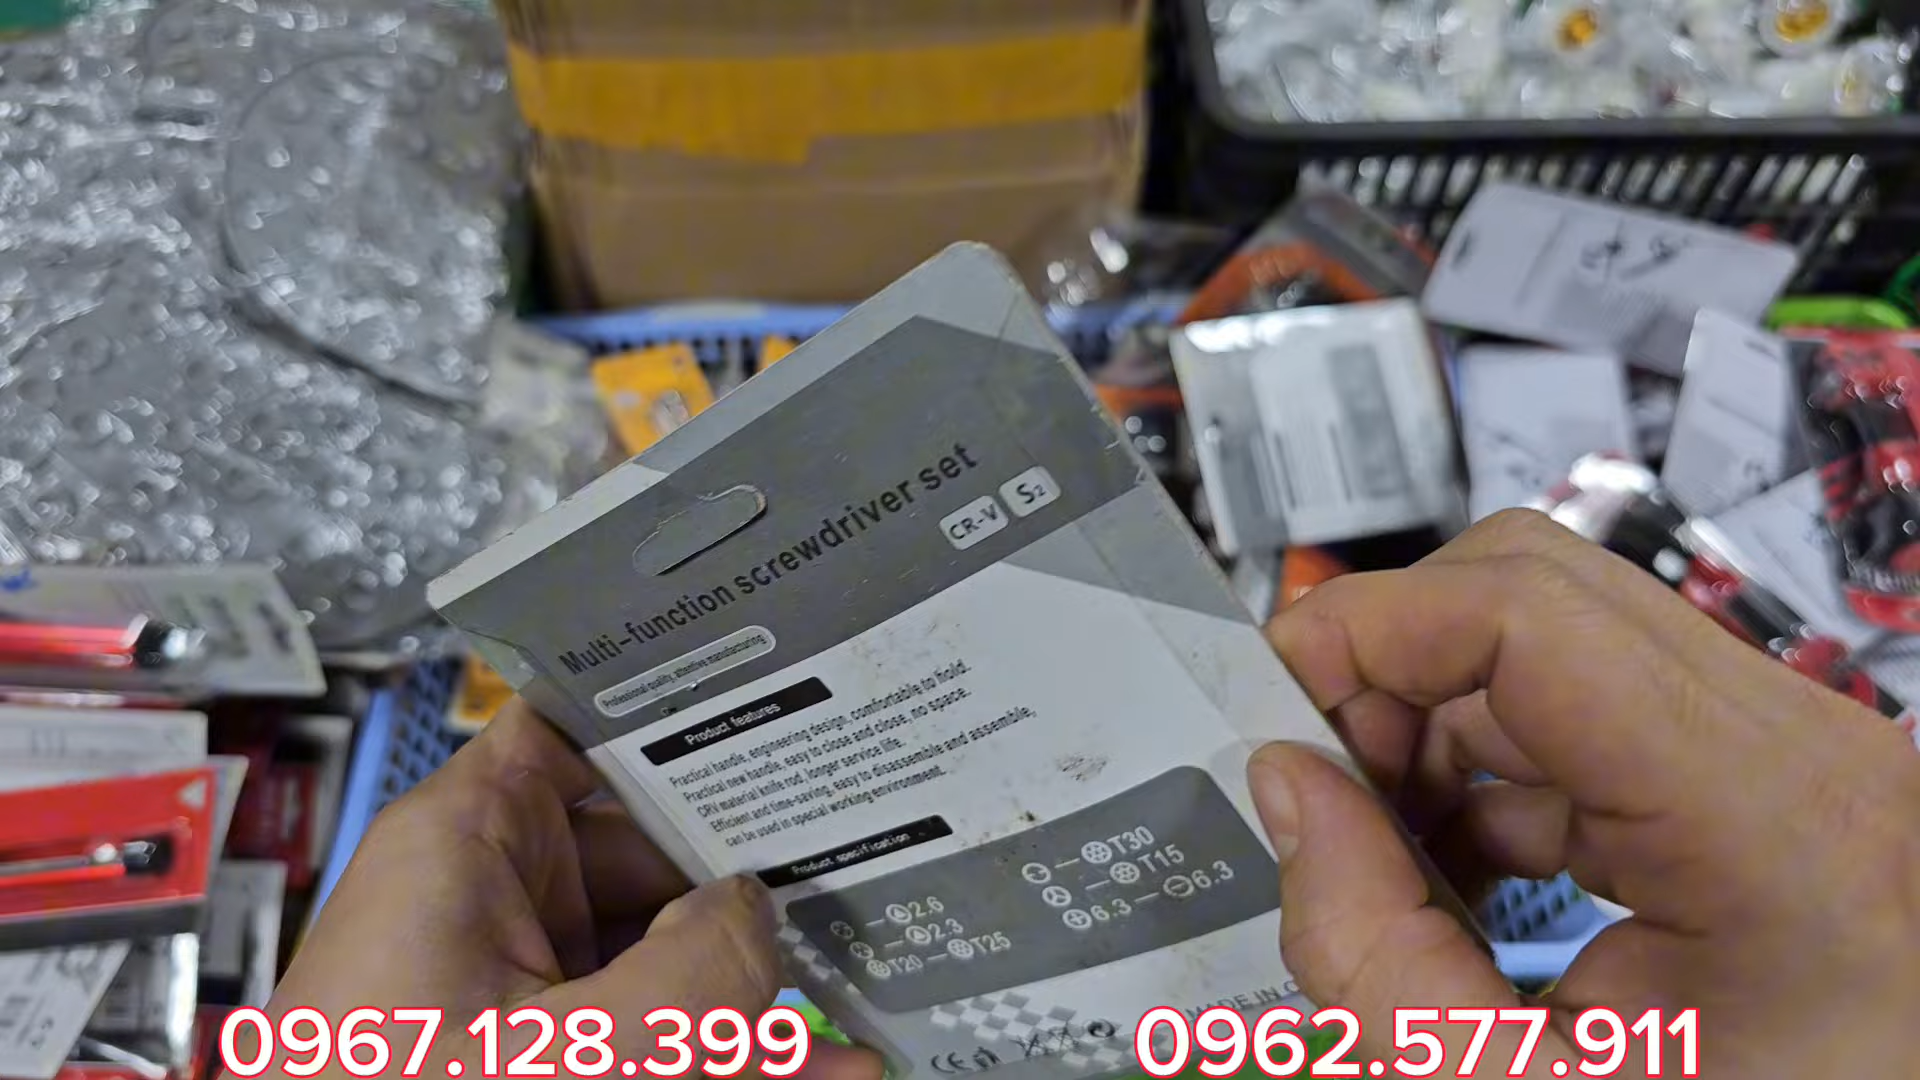 Multi-function screwdriver set
CR-V S2
Professional quality, attentive manufacturing
Product features
Practical handle, engineering design, comfortable to hold.
Practical new handle, easy to close and close, no space.
CRV material knife rod, longer service life.
Efficient and time-saving, easy to disassemble and assemble,
can be used in special working environment.
Product specification
— 2.6
— 2.3
T20 — T25
— T30
— T15
6.3 — 6.3
MADE IN
CE
0967.128.399
0962.577.911